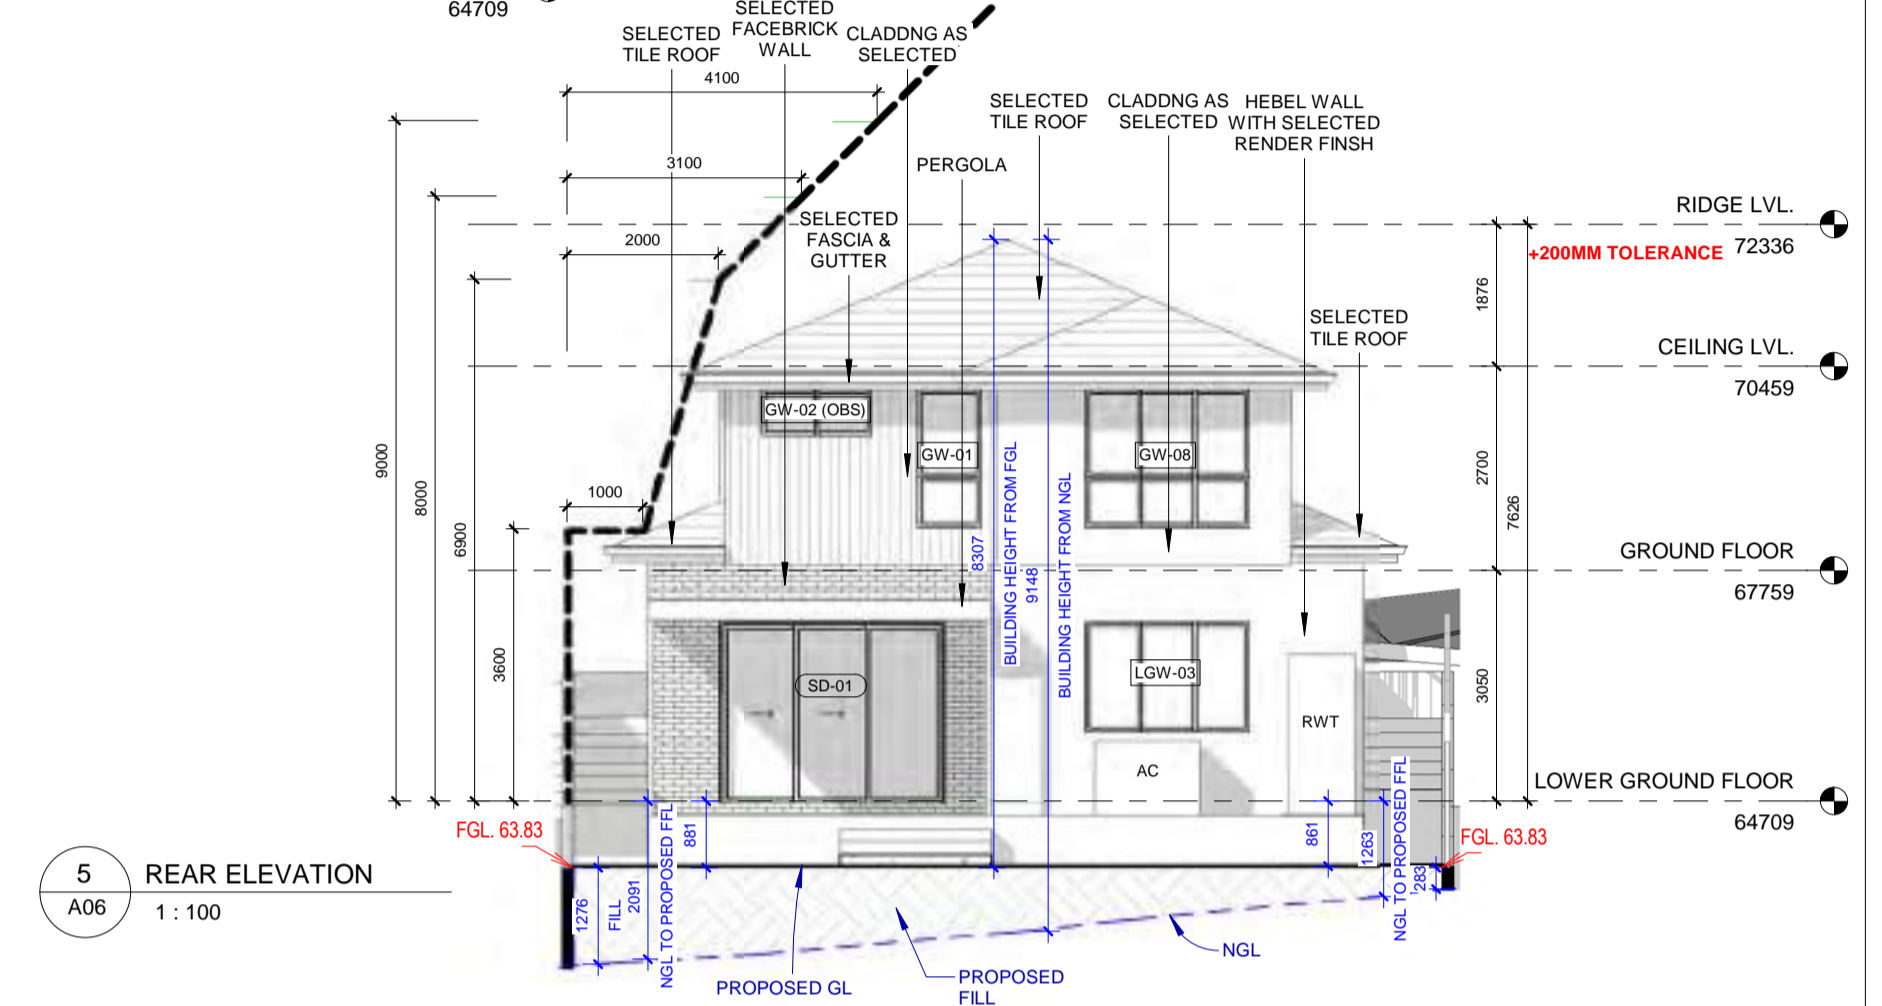 64709
SELECTED
FACEBRICK
WALL
SELECTED
TILE ROOF
CLADDNG AS
SELECTED
4100
3100
2000
1000
SELECTED
FASCIA &
GUTTER
PERGOLA
SELECTED
TILE ROOF
CLADDNG AS
SELECTED
HEBEL WALL
WITH SELECTED
RENDER FINSH
SELECTED
TILE ROOF
RIDGE LVL.
72336
+200MM TOLERANCE
CEILING LVL.
70459
GROUND FLOOR
67759
LOWER GROUND FLOOR
64709
1876
2700
7626
3050
9000
8000
6900
3600
GW-02 (OBS)
GW-01
GW-08
SD-01
LGW-03
AC
RWT
8307
BUILDING HEIGHT FROM FGL
9148
BUILDING HEIGHT FROM NGL
FGL. 63.83
FGL. 63.83
881
861
1263
NGL TO PROPOSED FFL
283
1276
FILL
2091
NGL TO PROPOSED FFL
PROPOSED GL
PROPOSED
FILL
NGL
5
A06
REAR ELEVATION
1 : 100